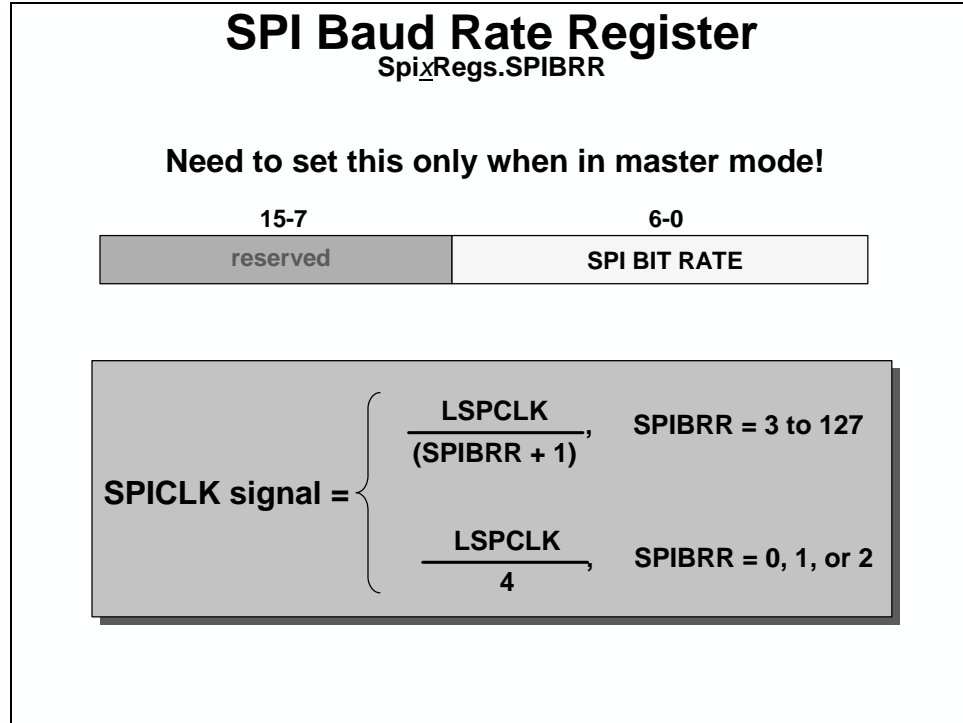 SPI Baud Rate Register
SpixRegs.SPIBRR
Need to set this only when in master mode!
15-7 6-0
reserved SPI BIT RATE
SPICLK signal =
LSPCLK
(SPIBRR + 1)
, SPIBRR = 3 to 127
LSPCLK
4
, SPIBRR = 0, 1, or 2